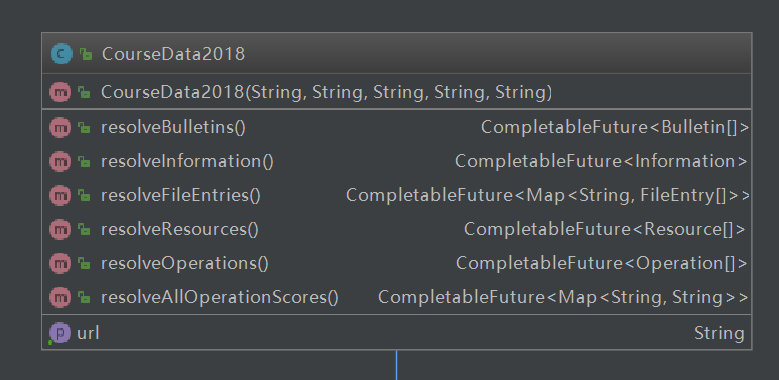 C CourseData2018
m CourseData2018(String, String, String, String, String)
m resolveBulletins() CompletableFuture<Bulletin[]>
m resolveInformation() CompletableFuture<Information>
m resolveFileEntries() CompletableFuture<Map<String, FileEntry[]>>
m resolveResources() CompletableFuture<Resource[]>
m resolveOperations() CompletableFuture<Operation[]>
m resolveAllOperationScores() CompletableFuture<Map<String, String>>
p url String